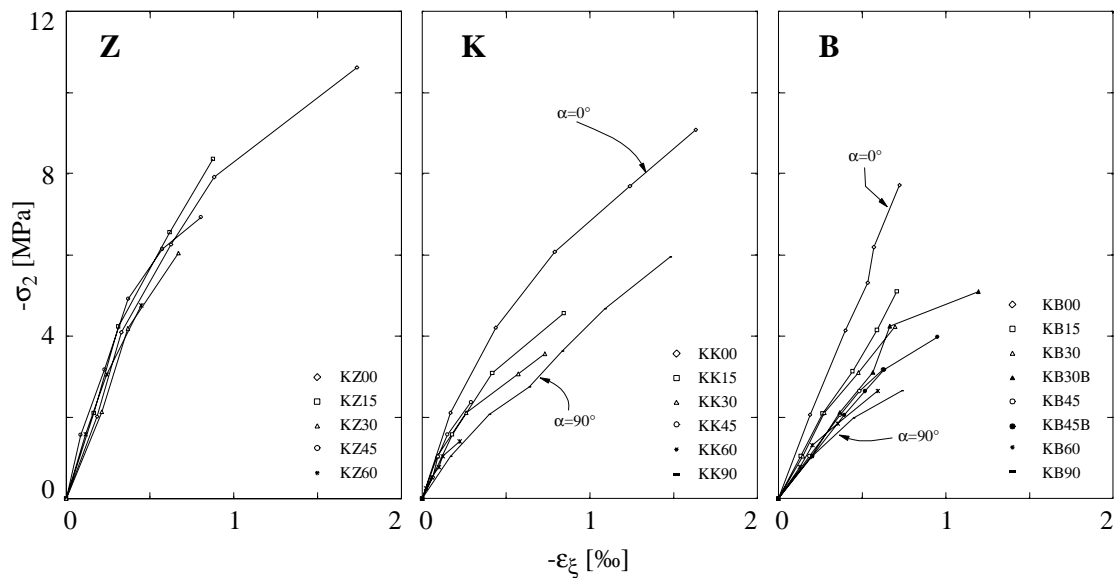 12
8
4
0
-σ2 [MPa]
Z
KZ00
KZ15
KZ30
KZ45
KZ60
0
1
2
K
α=0°
α=90°
KK00
KK15
KK30
KK45
KK60
KK90
0
1
2
B
α=0°
α=90°
KB00
KB15
KB30
KB30B
KB45
KB45B
KB60
KB90
0
1
2
-εξ [‰]